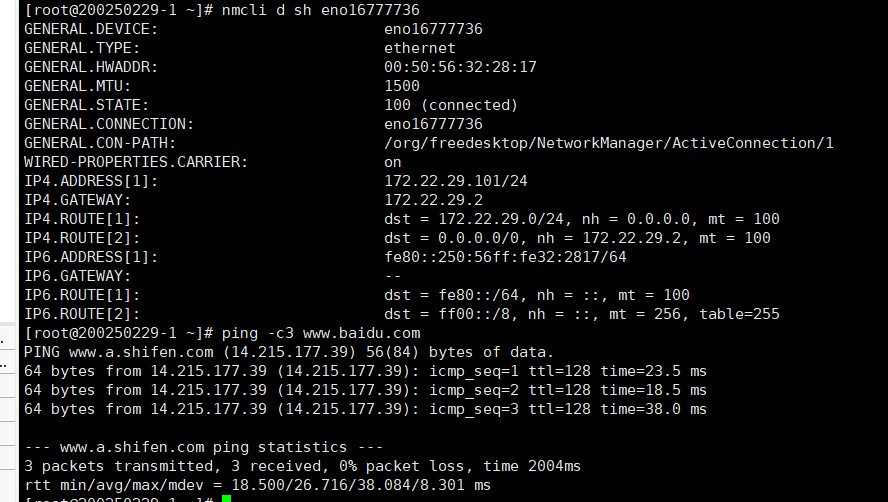 [root@200250229-1 ~]# nmcli d sh eno16777736
GENERAL.DEVICE: eno16777736
GENERAL.TYPE: ethernet
GENERAL.HWADDR: 00:50:56:32:28:17
GENERAL.MTU: 1500
GENERAL.STATE: 100 (connected)
GENERAL.CONNECTION: eno16777736
GENERAL.CON-PATH: /org/freedesktop/NetworkManager/ActiveConnection/1
WIRED-PROPERTIES.CARRIER: on
IP4.ADDRESS[1]: 172.22.29.101/24
IP4.GATEWAY: 172.22.29.2
IP4.ROUTE[1]: dst = 172.22.29.0/24, nh = 0.0.0.0, mt = 100
IP4.ROUTE[2]: dst = 0.0.0.0/0, nh = 172.22.29.2, mt = 100
IP6.ADDRESS[1]: fe80::250:56ff:fe32:2817/64
IP6.GATEWAY: --
IP6.ROUTE[1]: dst = fe80::/64, nh = ::, mt = 100
IP6.ROUTE[2]: dst = ff00::/8, nh = ::, mt = 256, table=255
[root@200250229-1 ~]# ping -c3 www.baidu.com
PING www.a.shifen.com (14.215.177.39) 56(84) bytes of data.
64 bytes from 14.215.177.39 (14.215.177.39): icmp_seq=1 ttl=128 time=23.5 ms
64 bytes from 14.215.177.39 (14.215.177.39): icmp_seq=2 ttl=128 time=18.5 ms
64 bytes from 14.215.177.39 (14.215.177.39): icmp_seq=3 ttl=128 time=38.0 ms
--- www.a.shifen.com ping statistics ---
3 packets transmitted, 3 received, 0% packet loss, time 2004ms
rtt min/avg/max/mdev = 18.500/26.716/38.084/8.301 ms
[root@200250229-1 ~]#